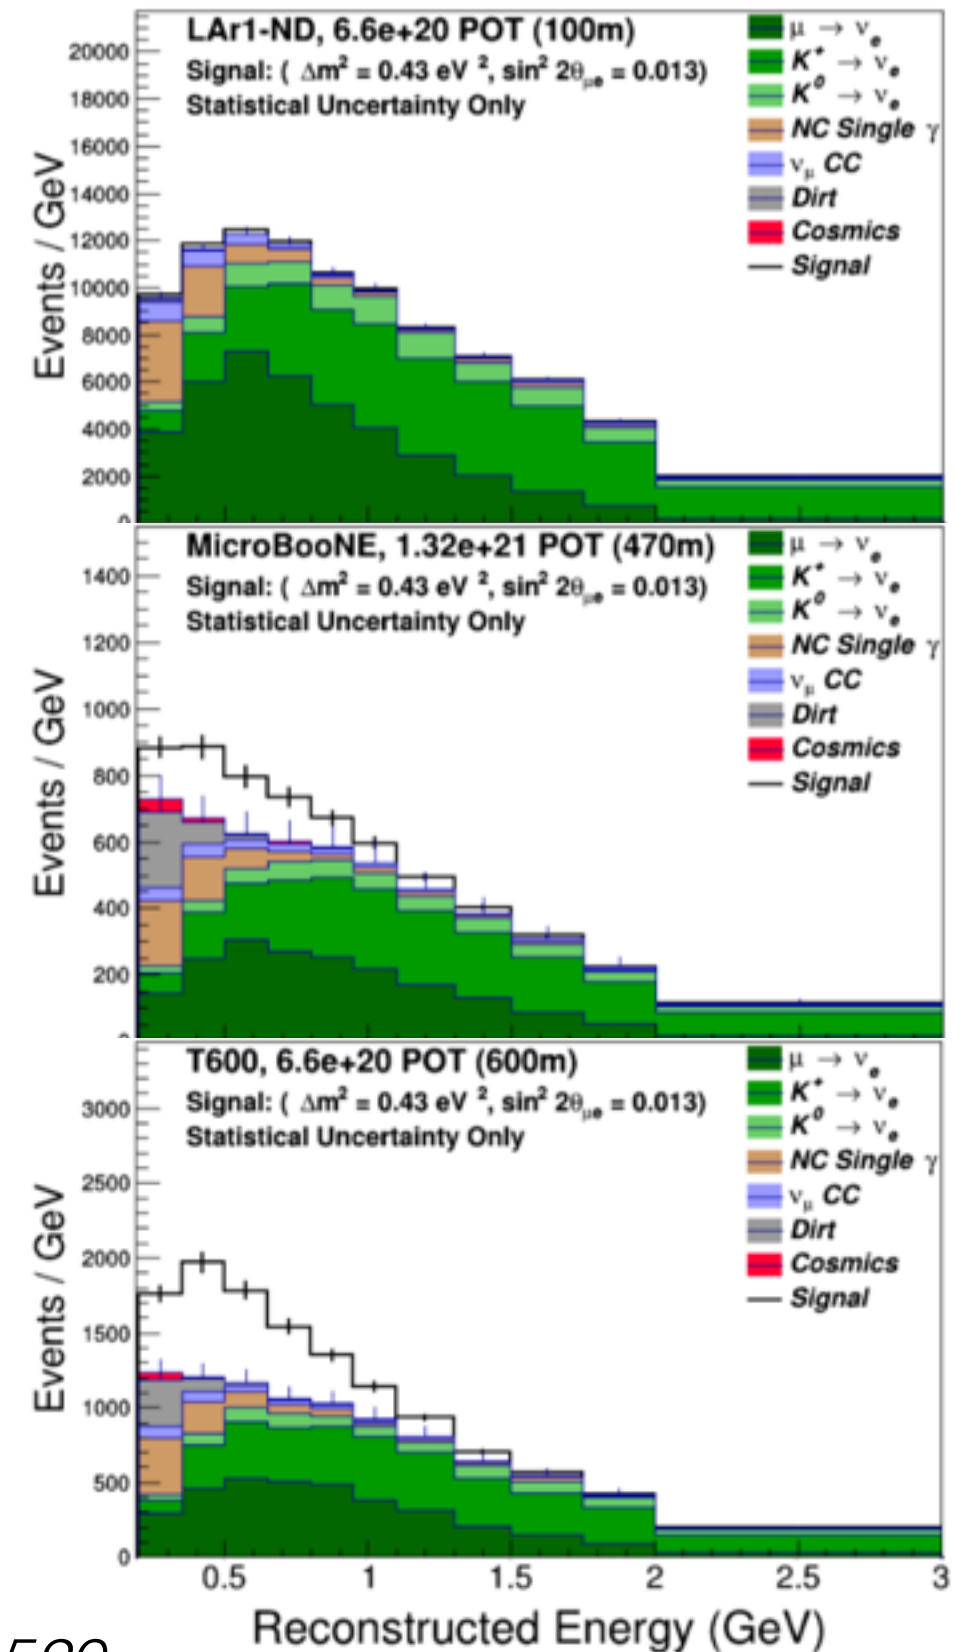 LAr1-ND, 6.6e+20 POT (100m)
Signal: ( Δm² = 0.43 eV ², sin² 2θμe = 0.013)
Statistical Uncertainty Only
μ → νe
K⁺ → νe
K⁰ → νe
NC Single γ
νμ CC
Dirt
Cosmics
Signal
Events / GeV
20000
18000
16000
14000
12000
10000
8000
6000
4000
2000
MicroBooNE, 1.32e+21 POT (470m)
Signal: ( Δm² = 0.43 eV ², sin² 2θμe = 0.013)
Statistical Uncertainty Only
μ → νe
K⁺ → νe
K⁰ → νe
NC Single γ
νμ CC
Dirt
Cosmics
Signal
Events / GeV
1400
1200
1000
800
600
400
200
T600, 6.6e+20 POT (600m)
Signal: ( Δm² = 0.43 eV ², sin² 2θμe = 0.013)
Statistical Uncertainty Only
μ → νe
K⁺ → νe
K⁰ → νe
NC Single γ
νμ CC
Dirt
Cosmics
Signal
Events / GeV
3000
2500
2000
1500
1000
500
0
0.5 1 1.5 2 2.5 3
Reconstructed Energy (GeV)